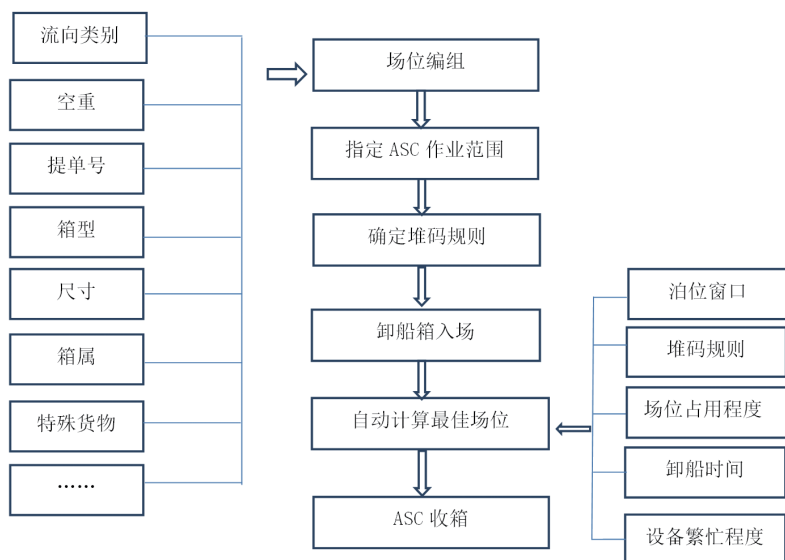 流向类别
空重
提单号
箱型
尺寸
箱属
特殊货物
……
场位编组
指定 ASC 作业范围
确定堆码规则
卸船箱入场
自动计算最佳场位
ASC 收箱
泊位窗口
堆码规则
场位占用程度
卸船时间
设备繁忙程度